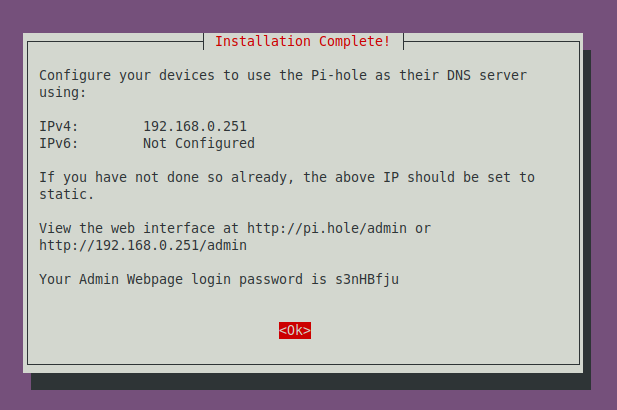 Installation Complete!
Configure your devices to use the Pi-hole as their DNS server
using:
IPv4: 192.168.0.251
IPv6: Not Configured
If you have not done so already, the above IP should be set to
static.
View the web interface at http://pi.hole/admin or
http://192.168.0.251/admin
Your Admin Webpage login password is s3nHBfju
<Ok>